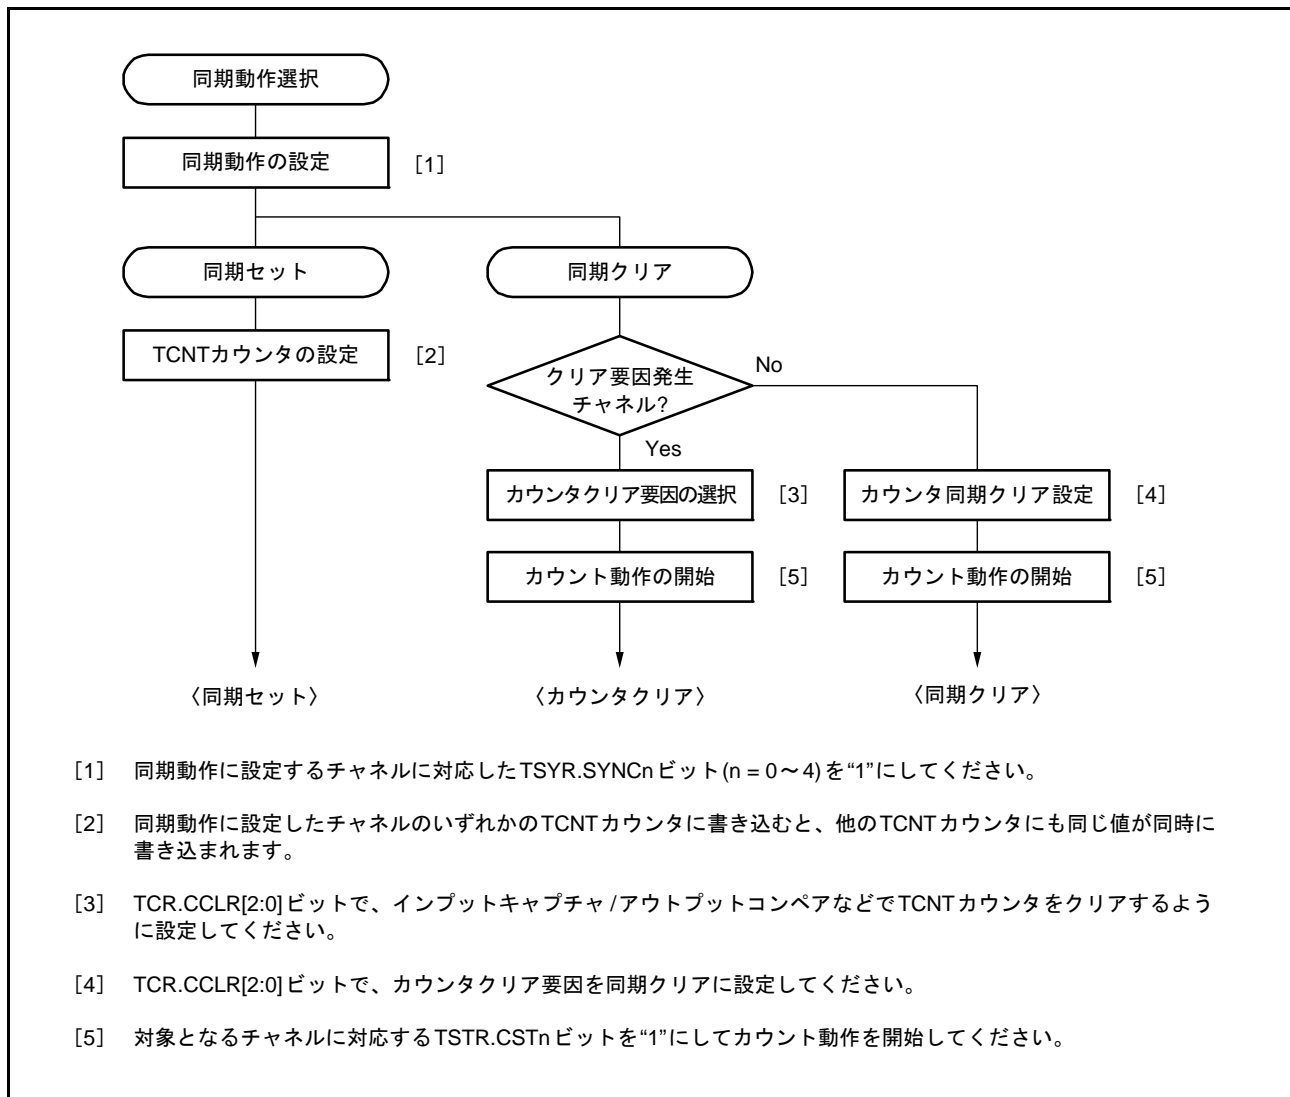 同期動作選択
同期動作の設定 [1]
同期セット 同期クリア
TCNTカウンタの設定 [2]
クリア要因発生
チャネル?
No
Yes
カウンタクリア要因の選択 [3] カウンタ同期クリア設定 [4]
カウント動作の開始 [5] カウント動作の開始 [5]
〈同期セット〉 〈カウンタクリア〉 〈同期クリア〉
[1] 同期動作に設定するチャネルに対応したTSYR.SYNCnビット(n = 0~4)を“1”にしてください。
[2] 同期動作に設定したチャネルのいずれかのTCNTカウンタに書き込むと、他のTCNTカウンタにも同じ値が同時に
書き込まれます。
[3] TCR.CCLR[2:0]ビットで、インプットキャプチャ/アウトプットコンペアなどでTCNTカウンタをクリアするよう
に設定してください。
[4] TCR.CCLR[2:0]ビットで、カウンタクリア要因を同期クリアに設定してください。
[5] 対象となるチャネルに対応するTSTR.CSTnビットを“1”にしてカウント動作を開始してください。